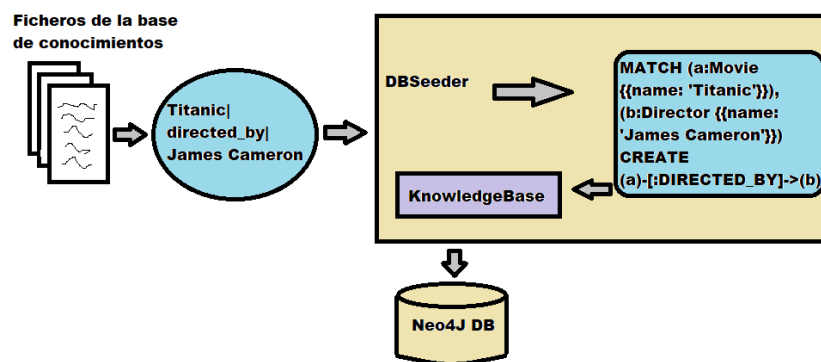 Ficheros de la base
de conocimientos
Titanic|
directed_by|
James Cameron
DBSeeder
MATCH (a:Movie
{{name: 'Titanic'}}),
(b:Director {{name:
'James Cameron'}})
CREATE
(a)-[:DIRECTED_BY]->(b)
KnowledgeBase
Neo4J DB